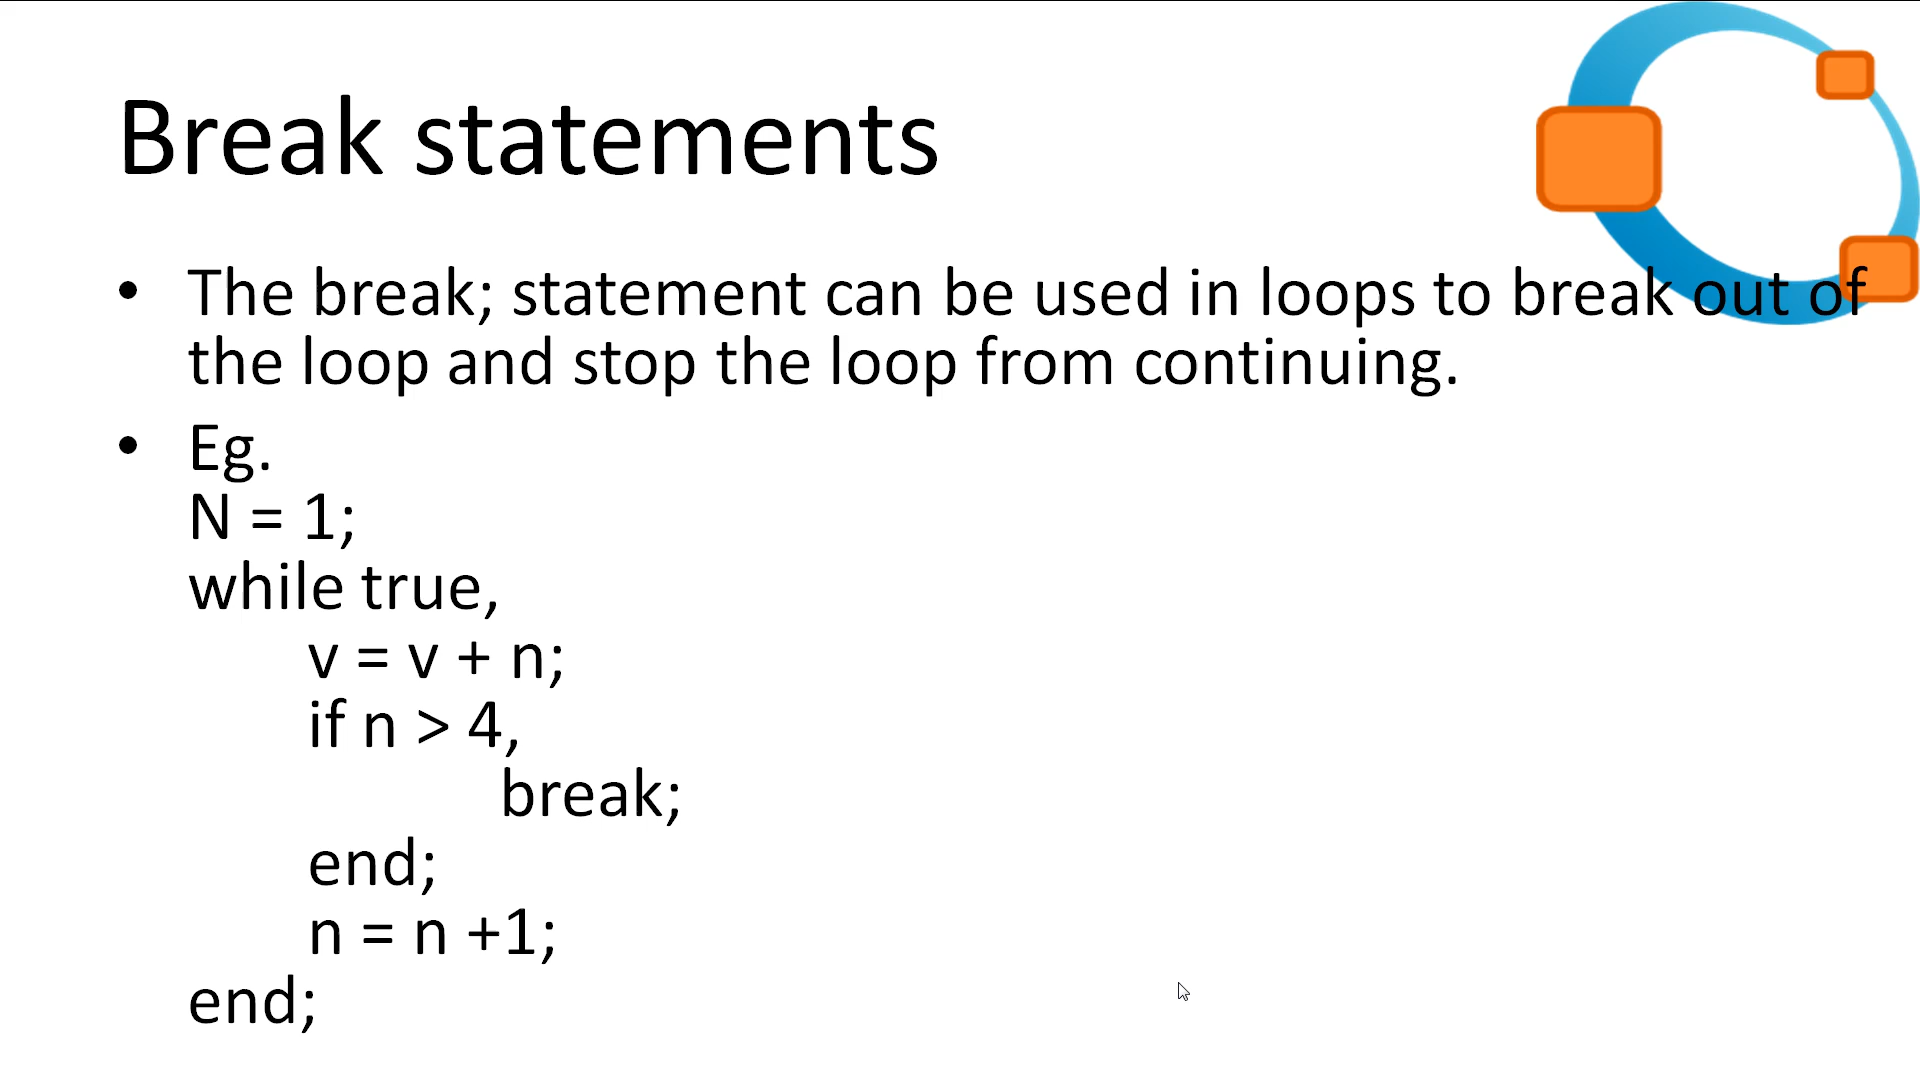 Break statements
• The break; statement can be used in loops to break out of
the loop and stop the loop from continuing.
• Eg.
N = 1;
while true,
v = v + n;
if n > 4,
break;
end;
n = n +1;
end;